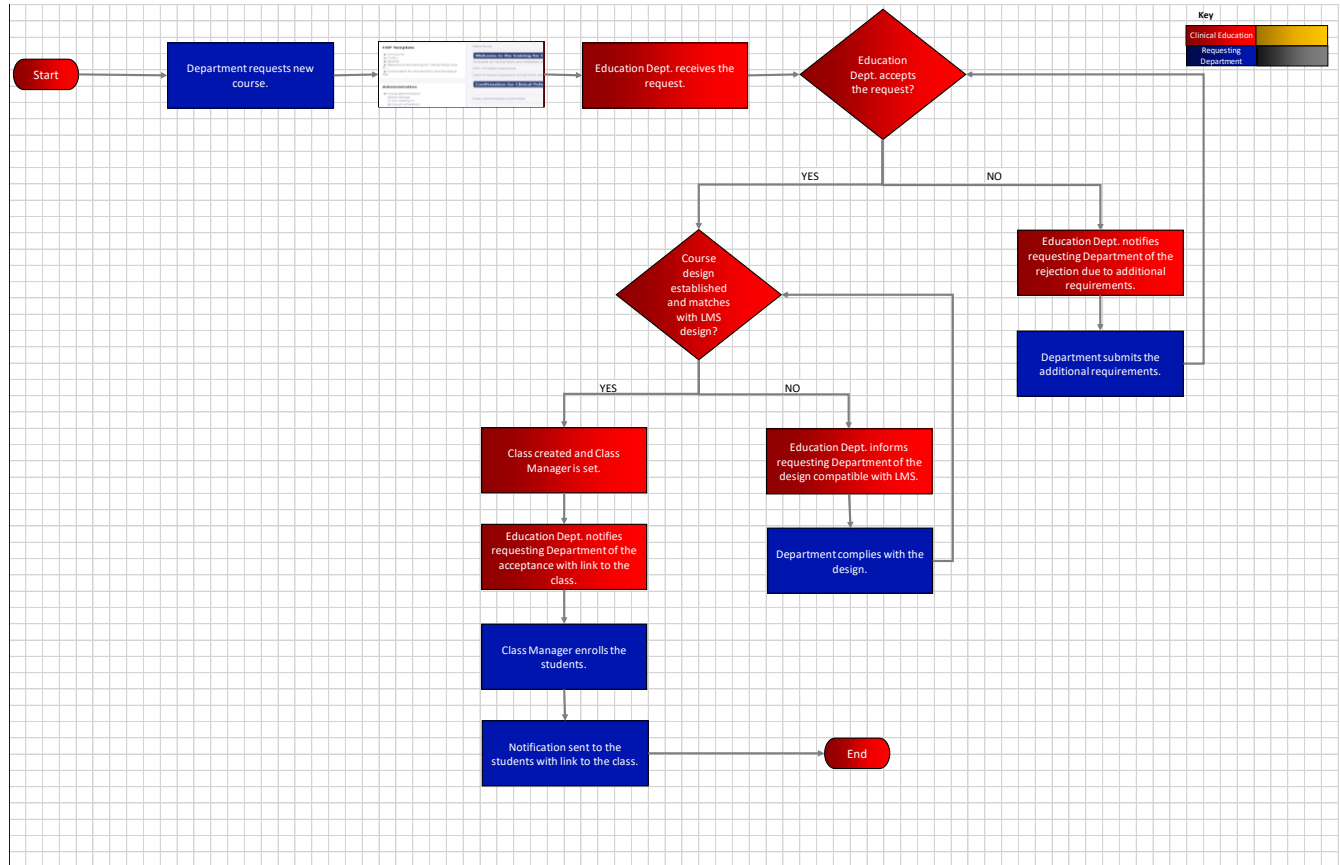 Key
Clinical Education
Requesting
Department
Start
Department requests new
course.
Administration
Education Dept. receives the
request.
Education
Dept. accepts
the request?
YES
NO
Course
design
established
and matches
with LMS
design?
Education Dept. notifies
requesting Department of the
rejection due to additional
requirements.
Department submits the
additional requirements.
YES
NO
Class created and Class
Manager is set.
Education Dept. informs
requesting Department of the
design compatible with LMS.
Education Dept. notifies
requesting Department of the
acceptance with link to the
class.
Department complies with the
design.
Class Manager enrolls the
students.
Notification sent to the
students with link to the class.
End